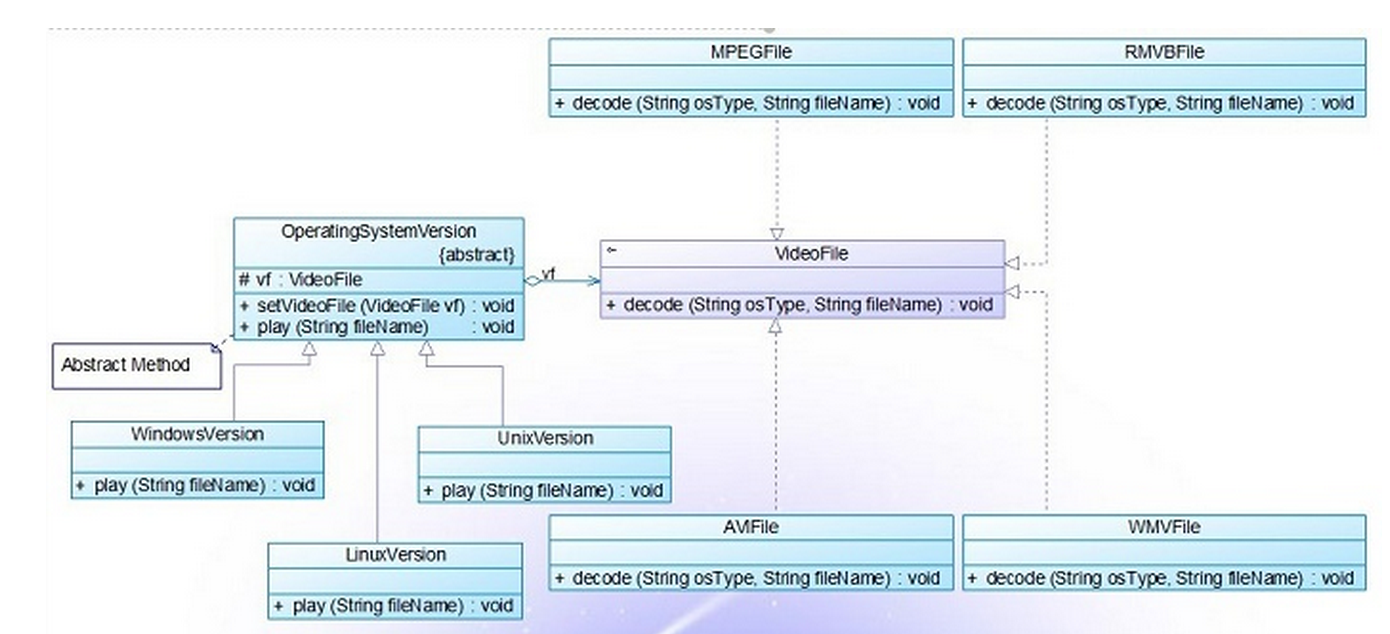 MPEGFile
+ decode (String osType, String fileName) : void
RMVBFile
+ decode (String osType, String fileName) : void
OperatingSystemVersion
{abstract}
# vf : VideoFile
+ setVideoFile (VideoFile vf) : void
+ play (String fileName) : void
vf
VideoFile
+ decode (String osType, String fileName) : void
Abstract Method
WindowsVersion
+ play (String fileName) : void
UnixVersion
+ play (String fileName) : void
LinuxVersion
+ play (String fileName) : void
AVIFile
+ decode (String osType, String fileName) : void
WMVFile
+ decode (String osType, String fileName) : void